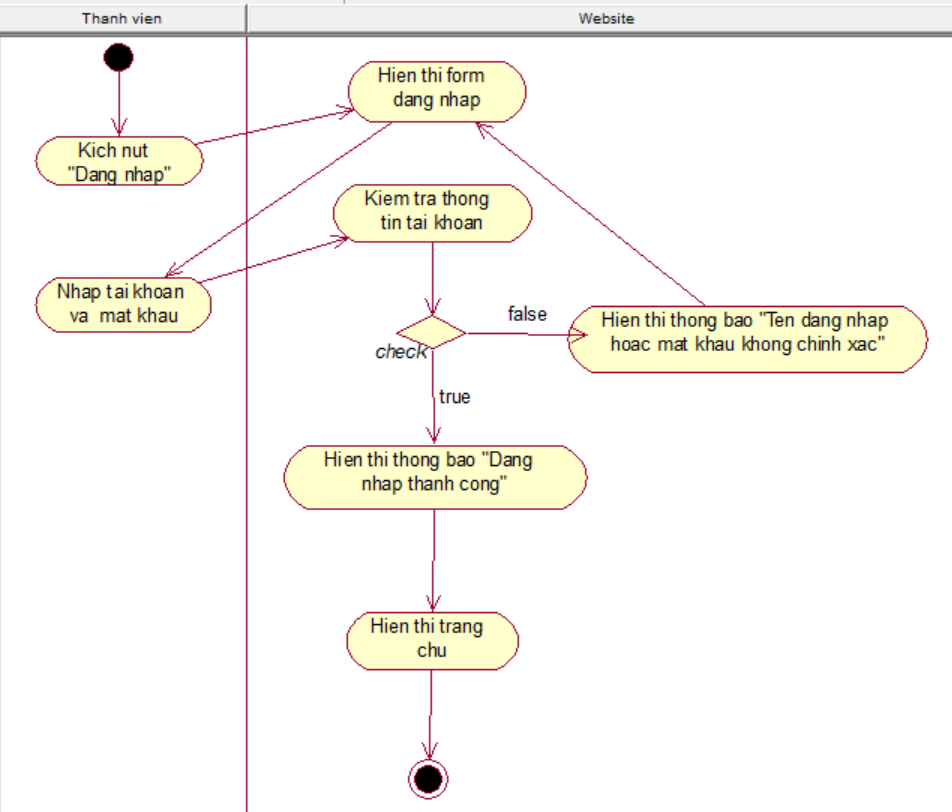 Thanh vien
Website
Hien thi form
dang nhap
Kich nut
"Dang nhap"
Kiem tra thong
tin tai khoan
Nhap tai khoan
va mat khau
false
Hien thi thong bao "Ten dang nhap
hoac mat khau khong chinh xac"
check
true
Hien thi thong bao "Dang
nhap thanh cong"
Hien thi trang
chu